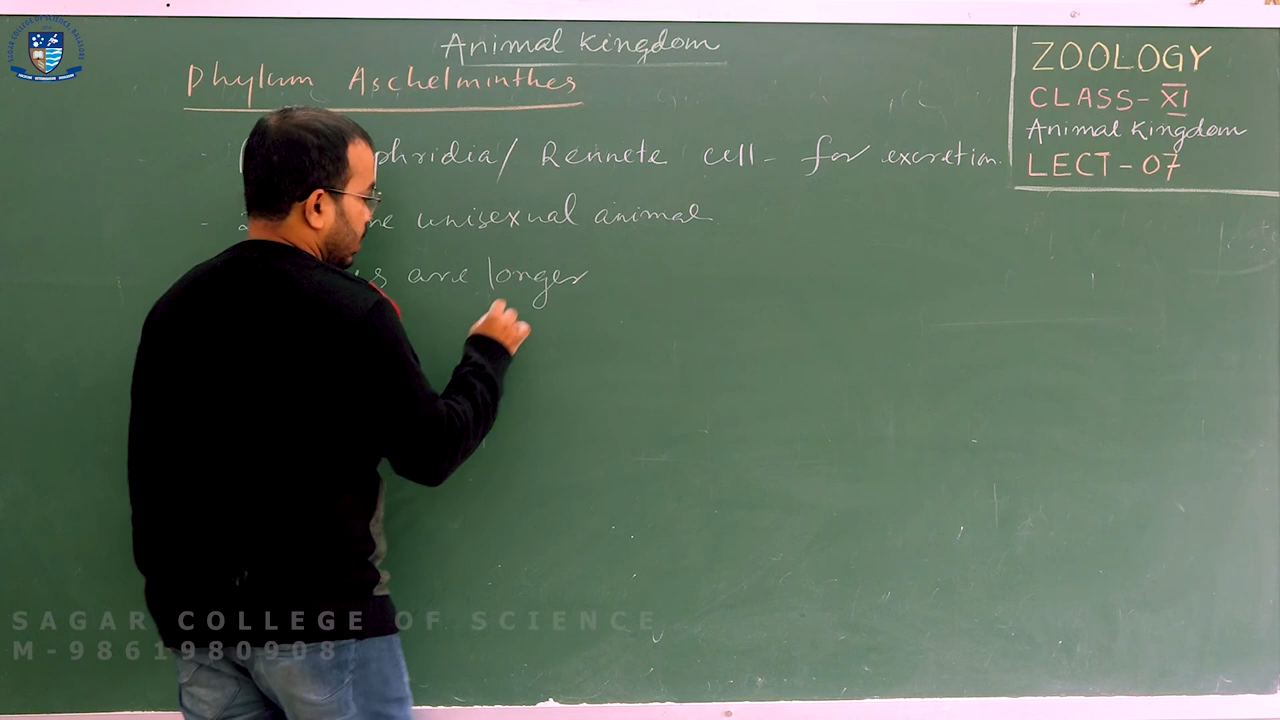 Animal Kingdom
Phylum Aschelminthes
phridia/ Rennete cell - for excretion.
unisexual animal
are longer
ZOOLOGY
CLASS-XI
Animal Kingdom
LECT-07
SAGAR COLLEGE OF SCIENCE
M-9861980908